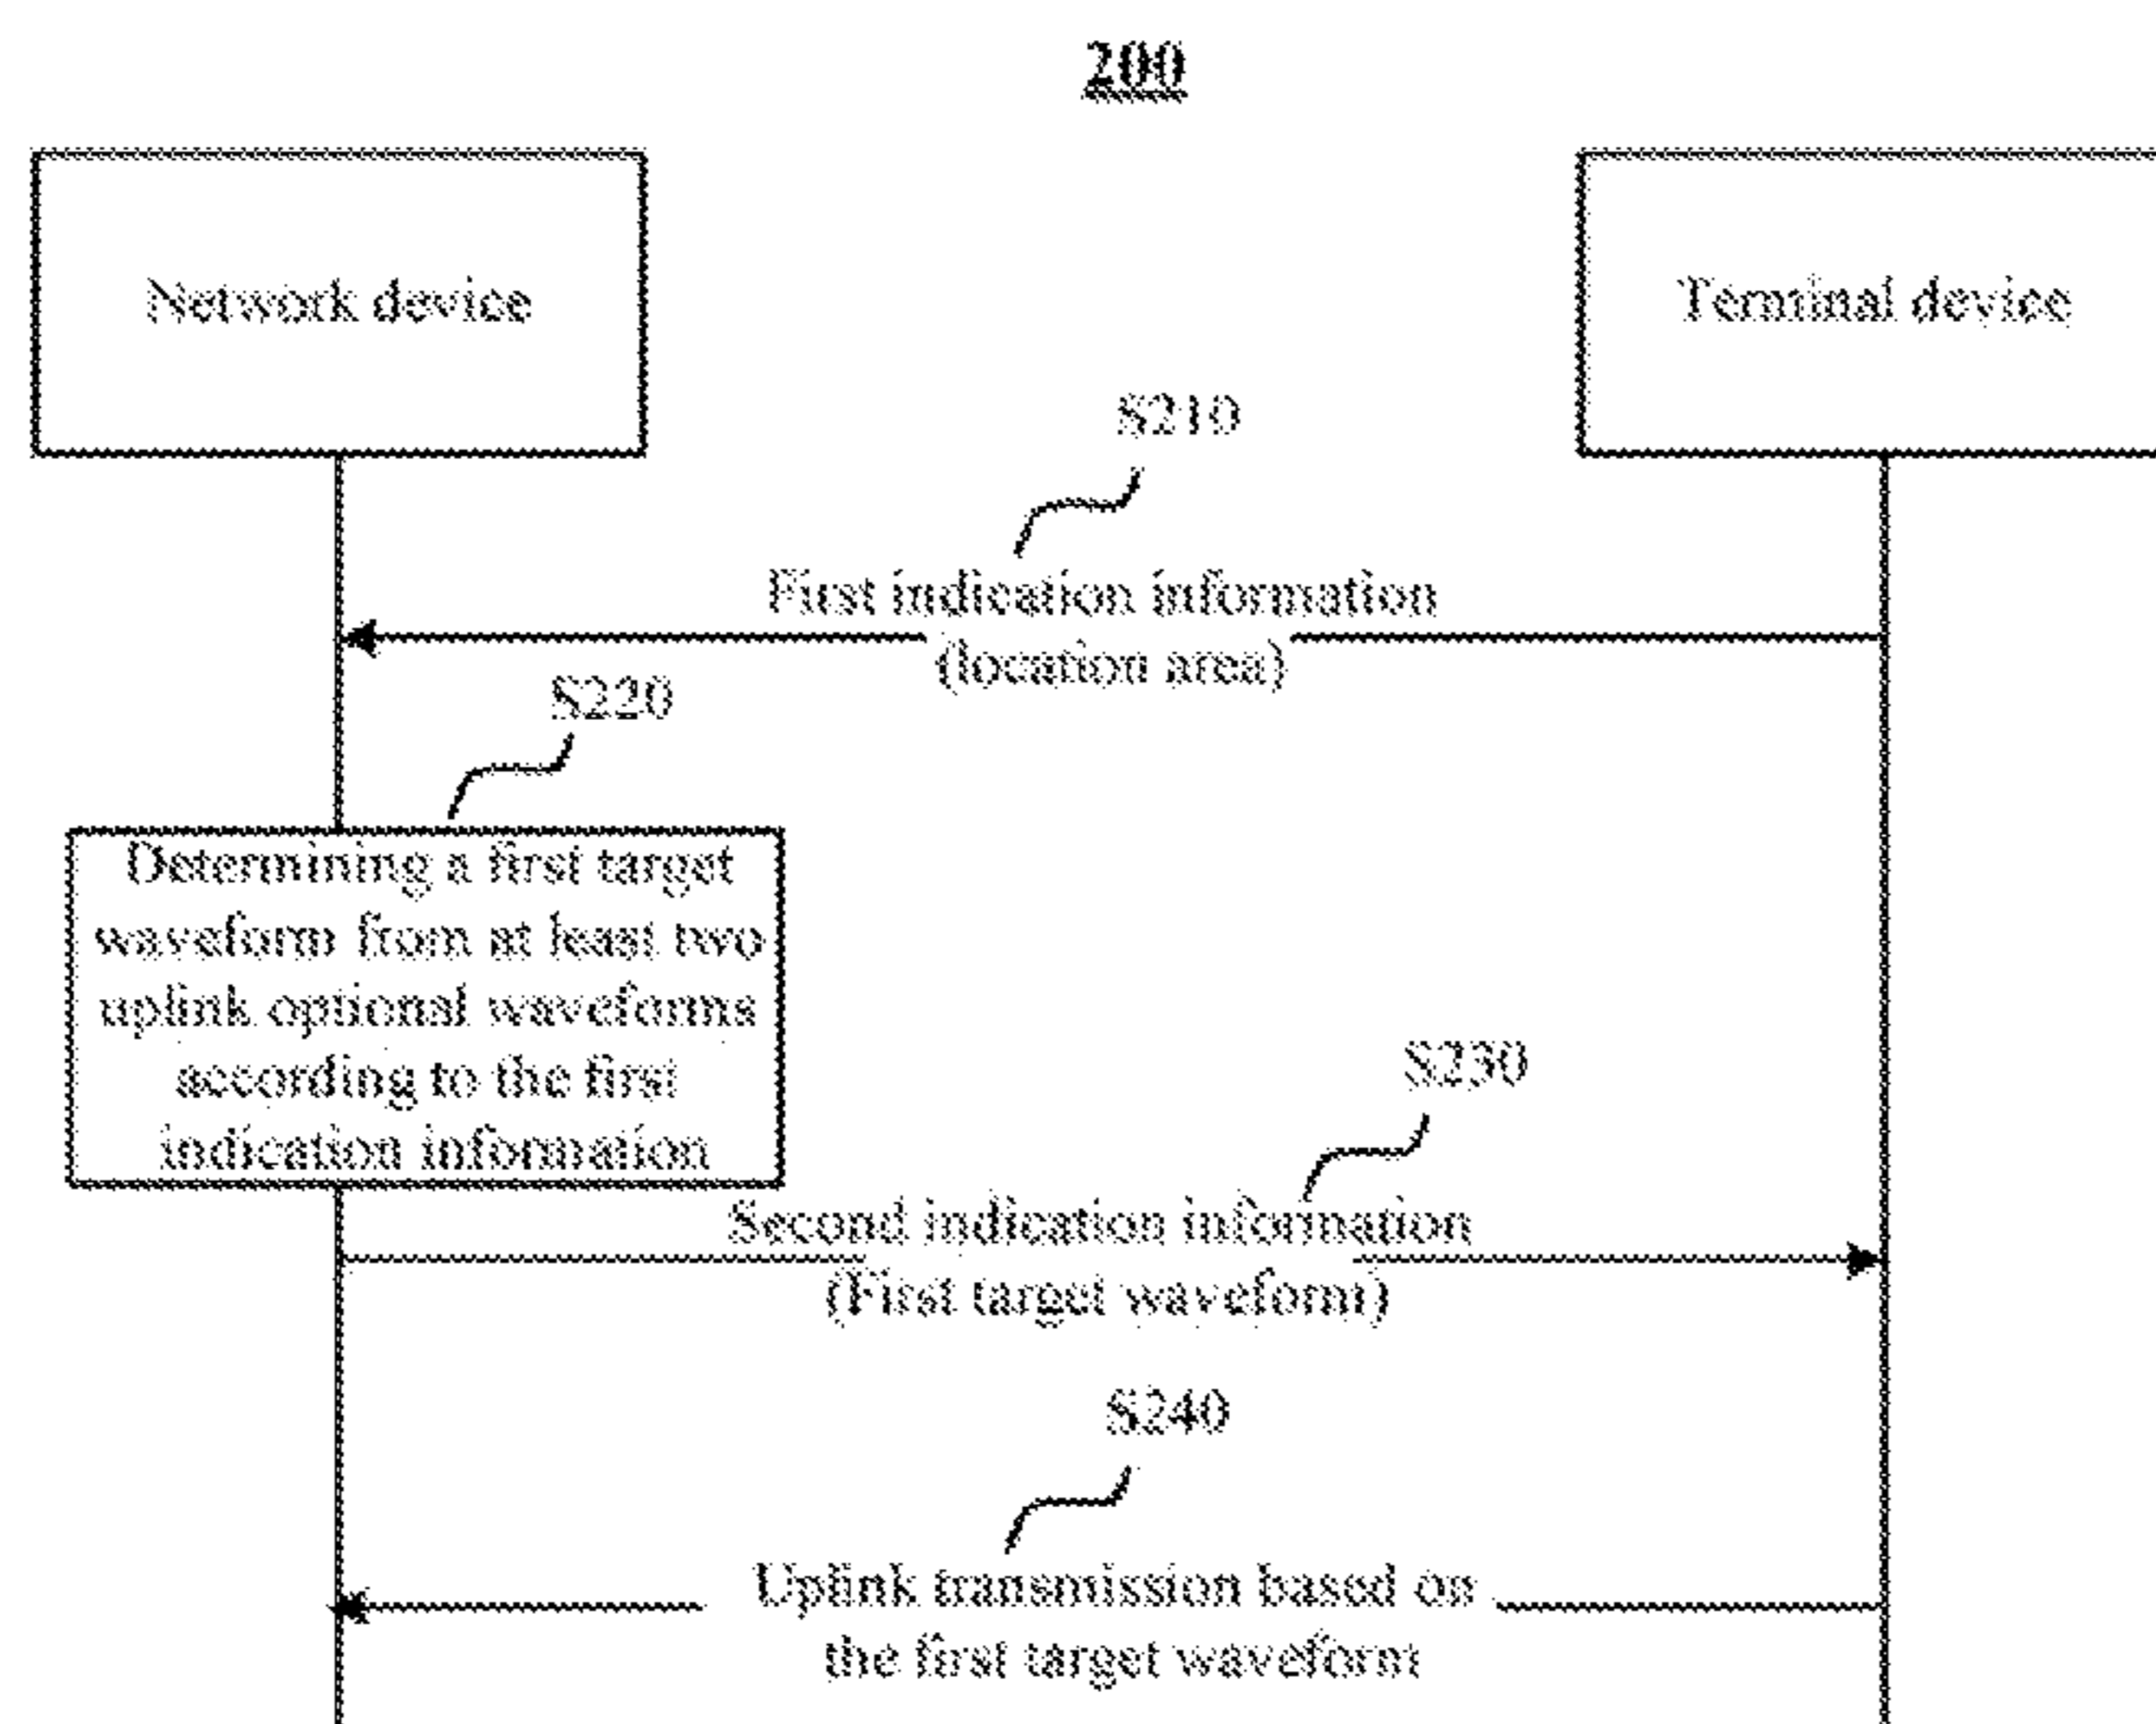 200
Network device
Terminal device
S210
First indication information
(location area)
S220
Determining a first target
waveform from at least two
uplink optional waveforms
according to the first
indication information
S230
Second indication information
(First target waveform)
S240
Uplink transmission based on
the first target waveform